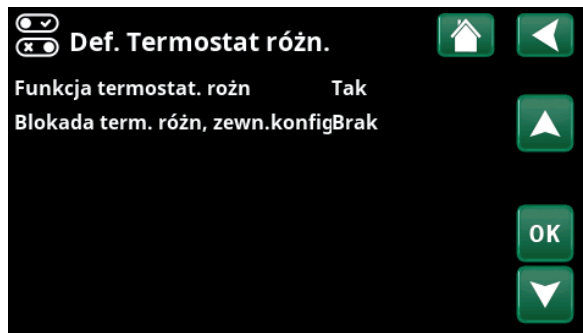 Def. Termostat różn.
Funkcja termostat. rożn Tak
Blokada term. różn, zewn.konfigBrak
OK